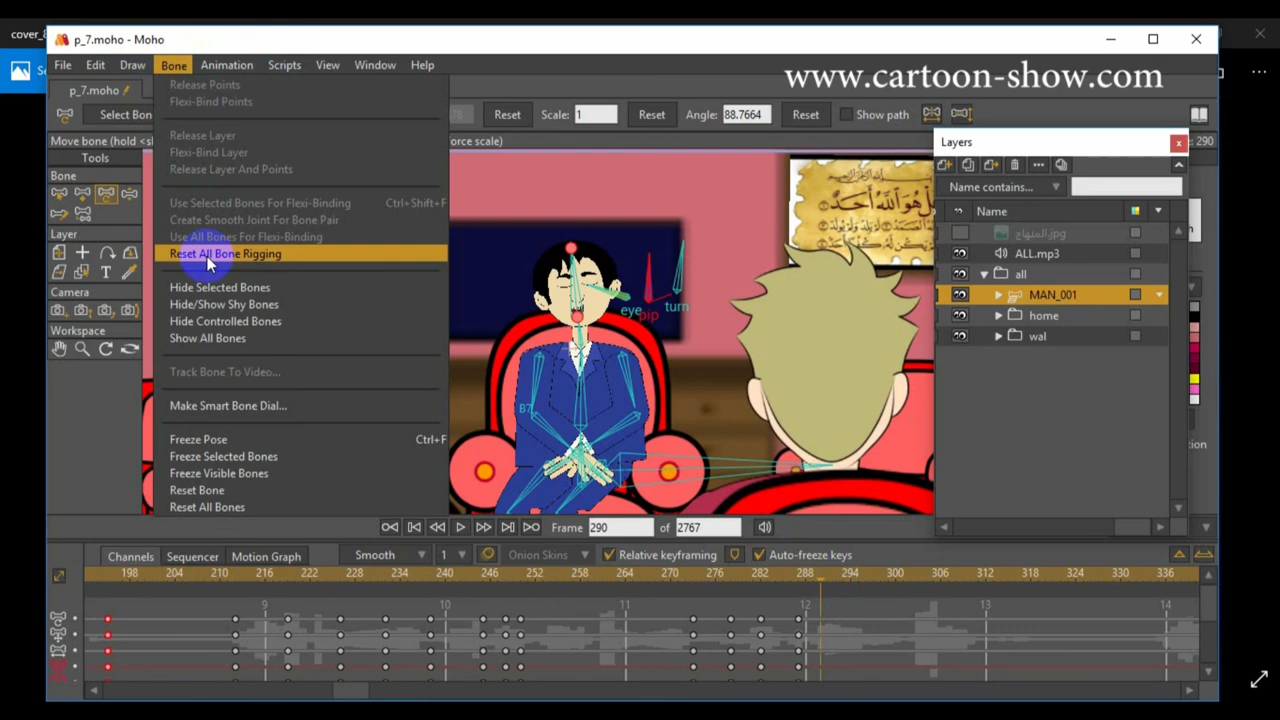 cover_8
p_7.moho - Moho
File Edit Draw Bone Animation Scripts View Window Help
www.cartoon-show.com
p_7.moho
Select Bon
Reset Scale: 1 Reset Angle: 88.7664 Reset Show path
Move bone (hold <s
force scale)
: 290
Tools
Bone
Layer
Camera
Workspace
Release Points
Flexi-Bind Points
Release Layer
Flexi-Bind Layer
Release Layer And Points
Use Selected Bones For Flexi-Binding Ctrl+Shift+F
Create Smooth Joint For Bone Pair
Use All Bones For Flexi-Binding
Reset All Bone Rigging
Hide Selected Bones
Hide/Show Shy Bones
Hide Controlled Bones
Show All Bones
Track Bone To Video...
Make Smart Bone Dial...
Freeze Pose Ctrl+F
Freeze Selected Bones
Freeze Visible Bones
Reset Bone
Reset All Bones
eye
pip
turn
B7
Layers
x
Name contains...
Name
المنهاج.jpg
ALL.mp3
all
MAN_001
home
wal
tion
Frame 290 of 2767
Channels Sequencer Motion Graph Smooth 1 Onion Skins Relative keyframing Auto-freeze keys
198 204 210 216 222 228 234 240 246 252 258 264 270 276 282 288 294 300 306 312 318 324 330 336
9 10 11 12 13 14